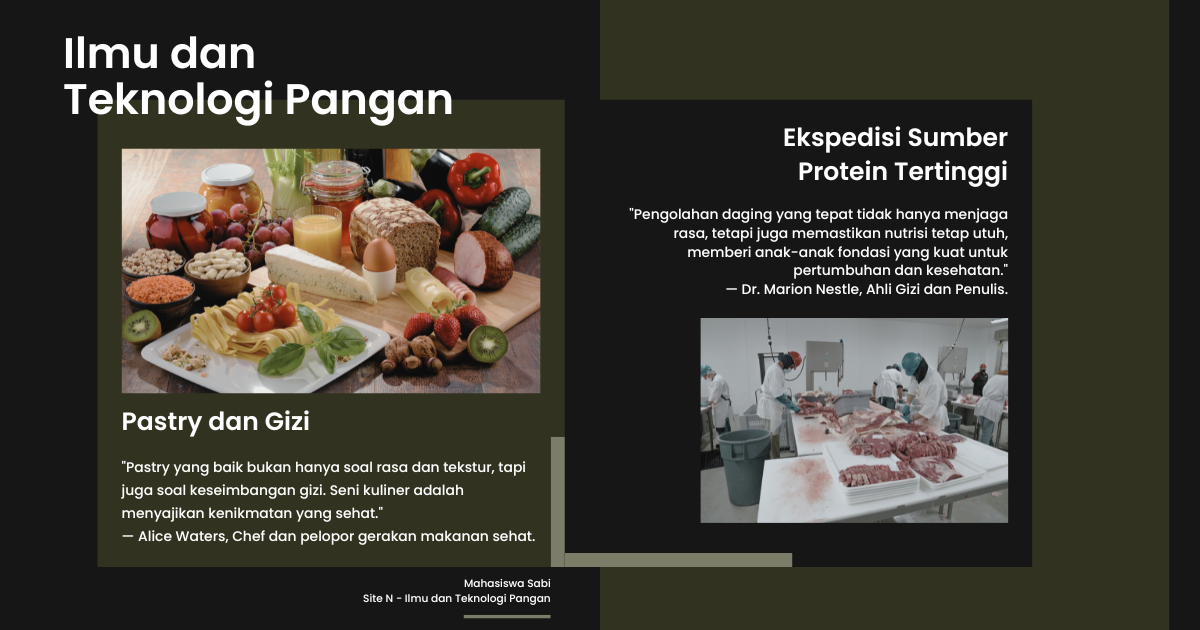 Ilmu dan
Teknologi Pangan
Pastry dan Gizi
"Pastry yang baik bukan hanya soal rasa dan tekstur, tapi
juga soal keseimbangan gizi. Seni kuliner adalah
menyajikan kenikmatan yang sehat."
— Alice Waters, Chef dan pelopor gerakan makanan sehat.
Ekspedisi Sumber
Protein Tertinggi
"Pengolahan daging yang tepat tidak hanya menjaga
rasa, tetapi juga memastikan nutrisi tetap utuh,
memberi anak-anak fondasi yang kuat untuk
pertumbuhan dan kesehatan."
— Dr. Marion Nestle, Ahli Gizi dan Penulis.
Mahasiswa Sabi
Site N - Ilmu dan Teknologi Pangan